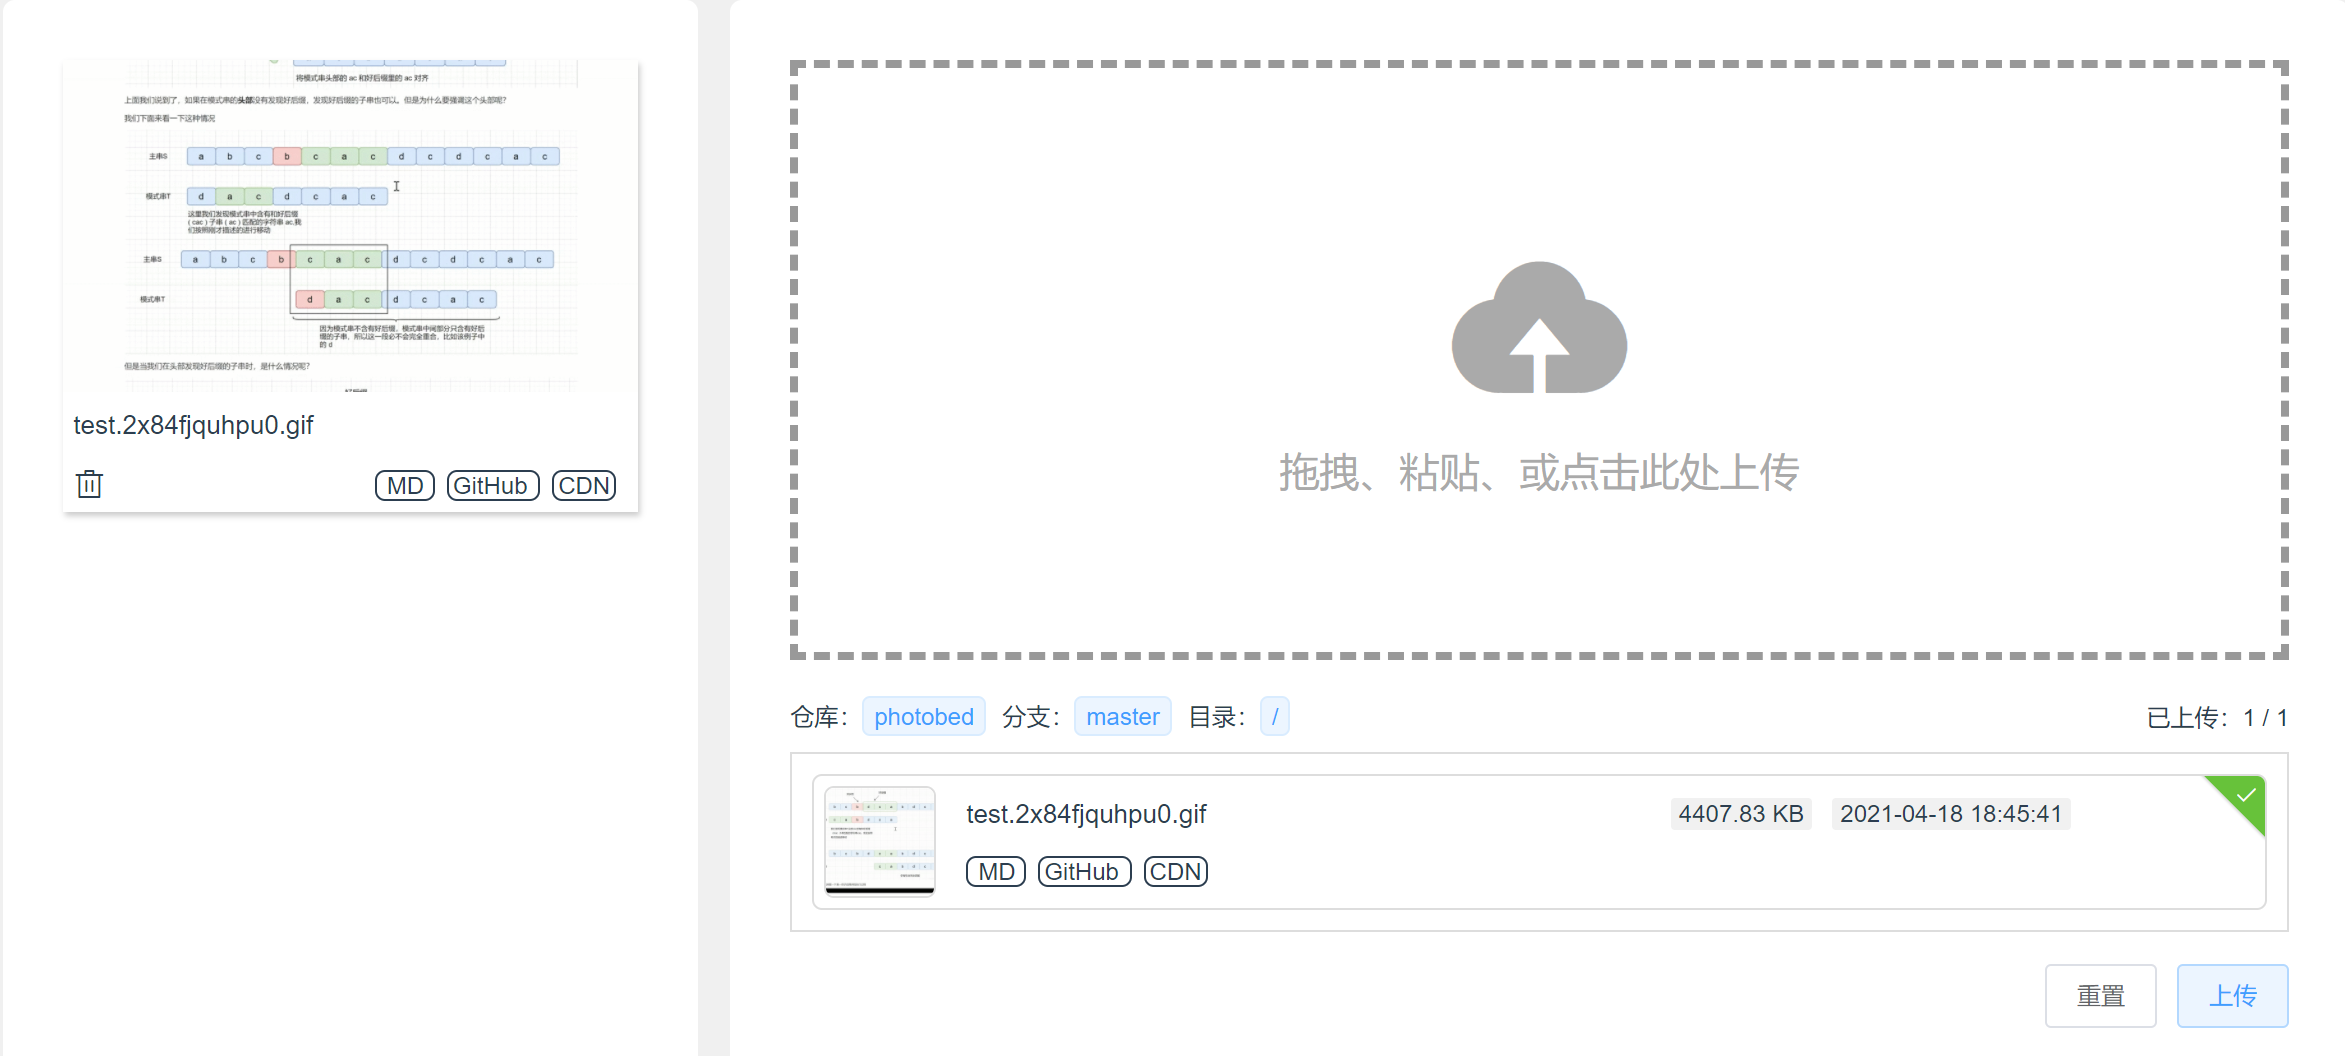 将模式串头部的 ac 和好后缀里的 ac 对齐
上面我们说到了，如果在模式串的头部没有发现好后缀，发现好后缀的子串也可以。但是为什么要强调这个头部呢？
我们下面来看一下这种情况
主串S a b c b c a c d c d c a c
模式串T d a c d c a c
这里我们发现模式串中含有和好后缀
( cac ) 子串 ( ac ) 匹配的字符串 ac,我
们按照刚才描述的进行移动
主串S a b c b c a c d c d c a c
模式串T d a c d c a c
因为模式串不含有好后缀，模式串中间部分只含有好后
缀的子串，所以这一段必不会完全重合，比如该例子中
的 d
但是当我们在头部发现好后缀的子串时，是什么情况呢？
test.2x84fjquhpu0.gif
MD GitHub CDN
拖拽、粘贴、或点击此处上传
仓库： photobed 分支： master 目录： /
已上传：1 / 1
test.2x84fjquhpu0.gif
4407.83 KB 2021-04-18 18:45:41
MD GitHub CDN
重置 上传